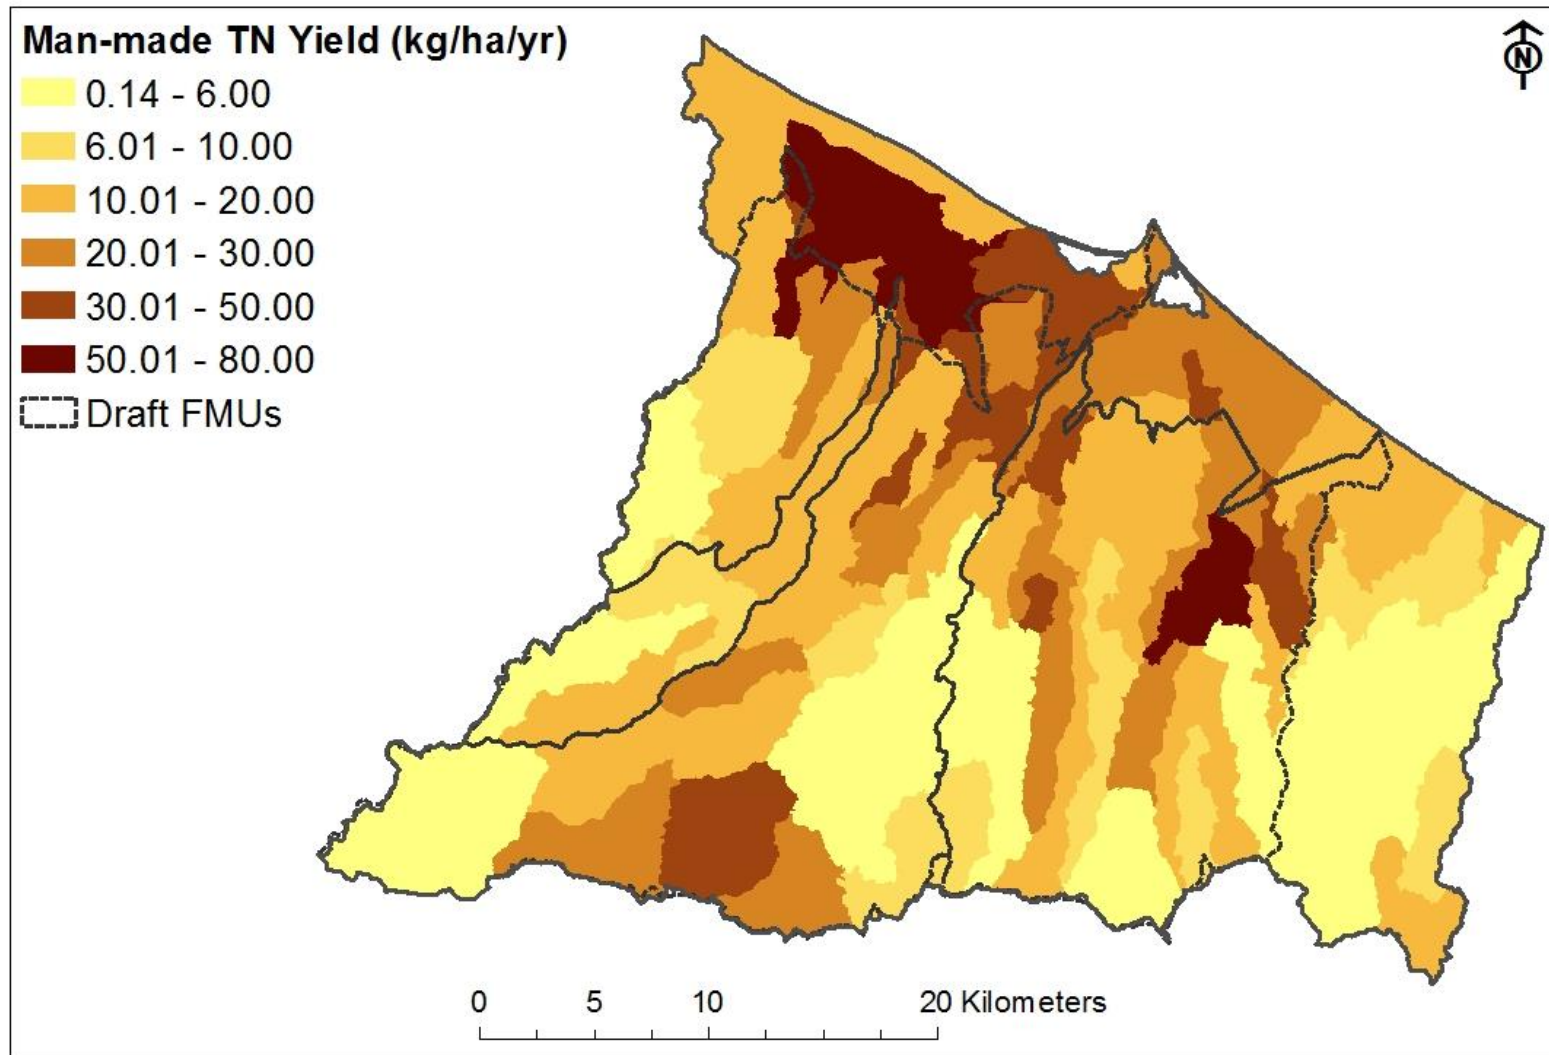 Man-made TN Yield (kg/ha/yr)
0.14 - 6.00
6.01 - 10.00
10.01 - 20.00
20.01 - 30.00
30.01 - 50.00
50.01 - 80.00
Draft FMUs
N
0 5 10 20 Kilometers